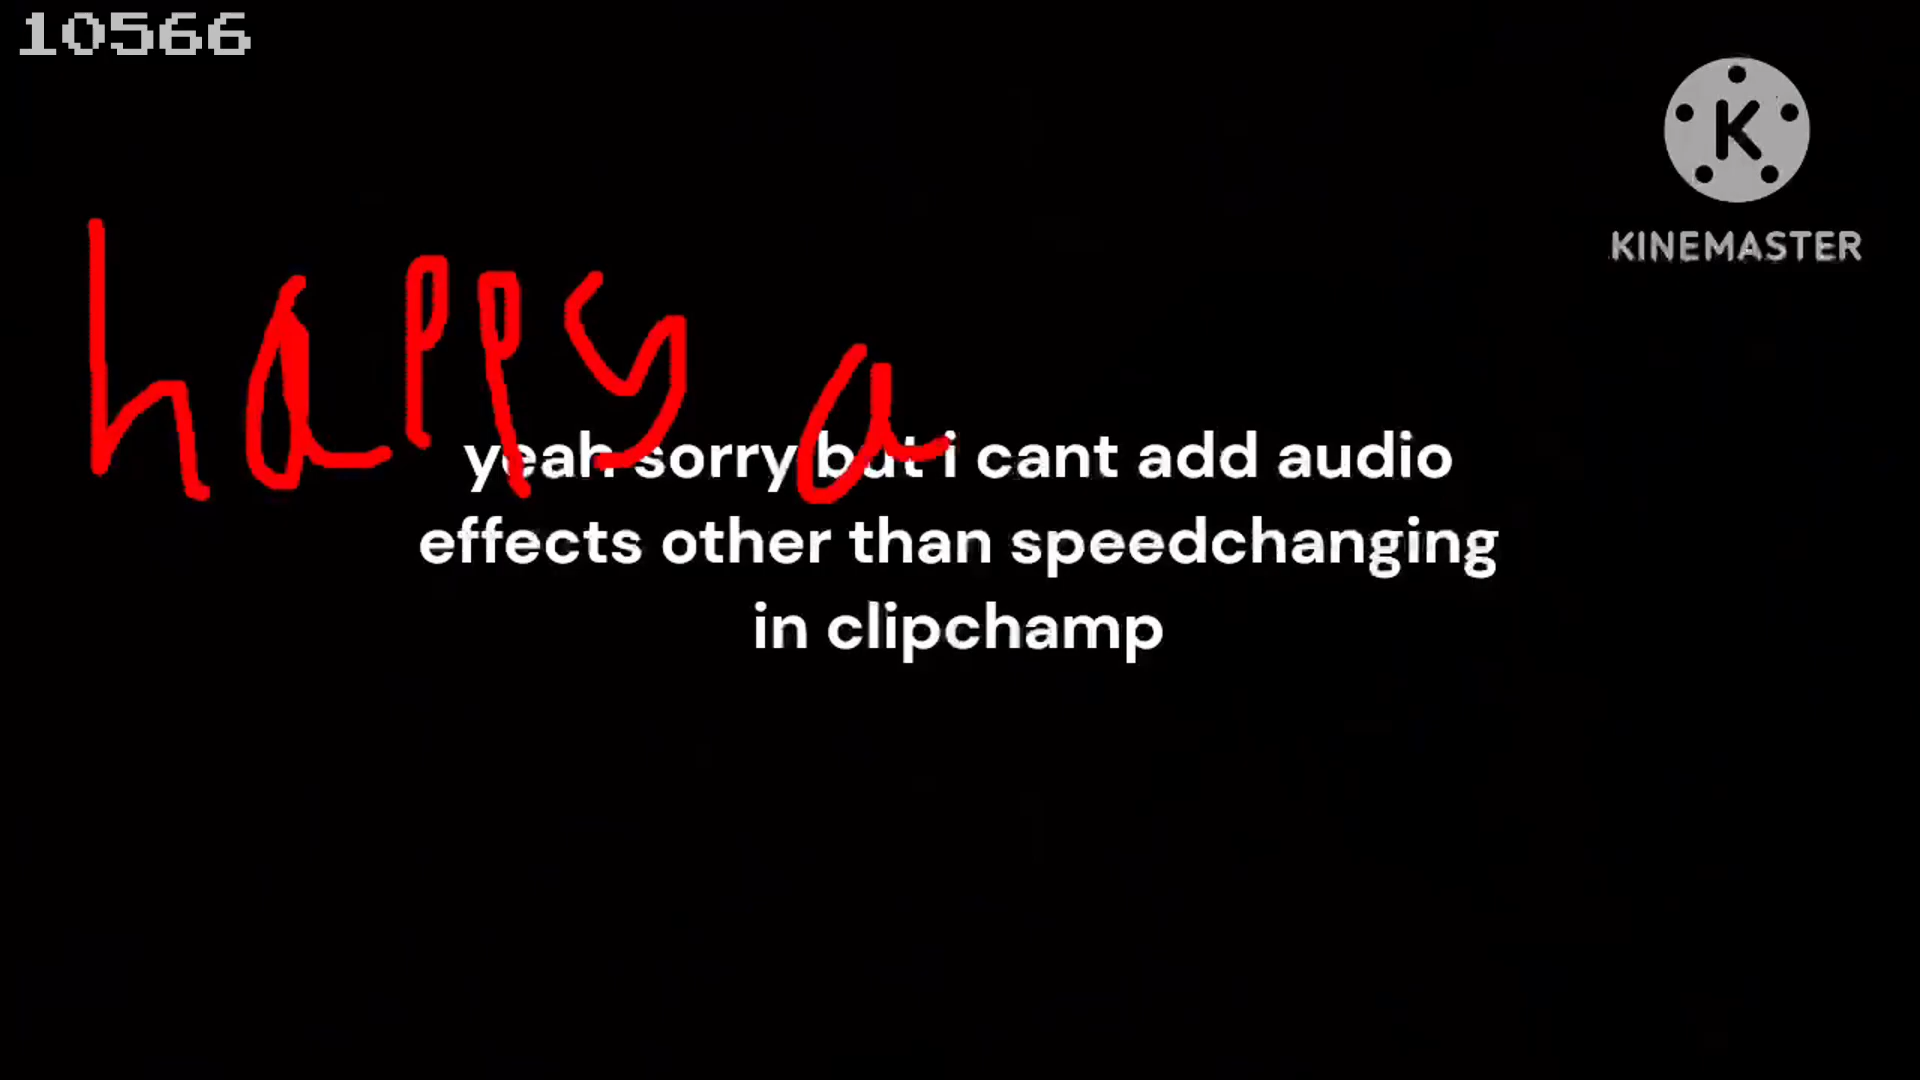 10566
K
KINEMASTER
happy a
yeah sorry but i cant add audio
effects other than speedchanging
in clipchamp